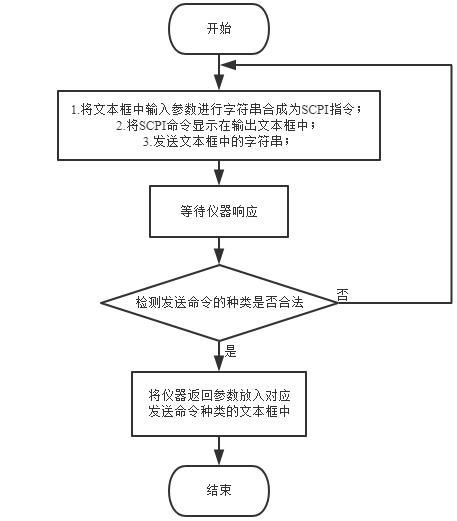 开始
1.将文本框中输入参数进行字符串合成为SCPI指令；
2.将SCPI命令显示在输出文本框中；
3.发送文本框中的字符串；
等待仪器响应
检测发送命令的种类是否合法
否
是
将仪器返回参数放入对应
发送命令种类的文本框中
结束